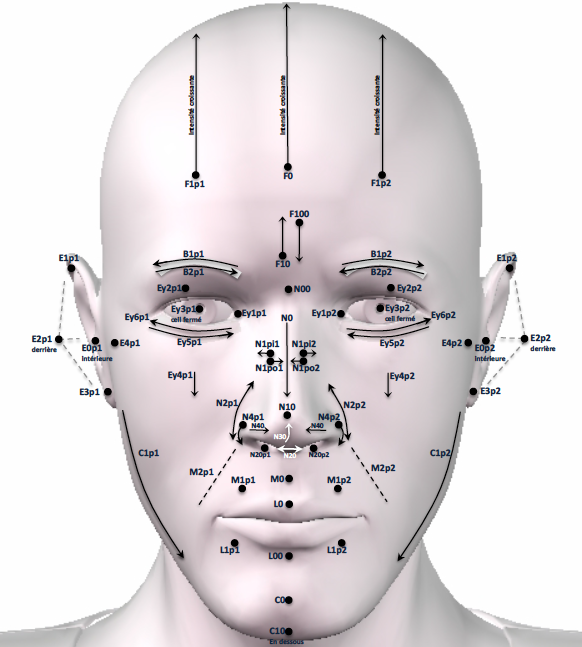 Intensité croissante
Intensité croissante
Intensité croissante
F1p1
F0
F1p2
F100
F10
B1p1
B1p2
B2p1
B2p2
E1p1
E1p2
Ey2p1
N00
Ey2p2
Ey3p1
œil fermé
Ey3p2
œil fermé
Ey6p1
Ey1p1
N0
Ey1p2
Ey6p2
Ey5p1
Ey5p2
E2p1
derrière
E0p1
Intérieure
E4p1
N1pi1
N1pi2
E4p2
E0p2
Intérieure
E2p2
derrière
N1po1
N1po2
Ey4p1
Ey4p2
E3p1
E3p2
N2p1
N10
N2p2
N4p1
N4p2
N40
N30
N40
C1p1
N20p1
N20
N20p2
C1p2
M2p1
M0
M2p2
M1p1
M1p2
L0
L1p1
L00
L1p2
C0
C10
En dessous